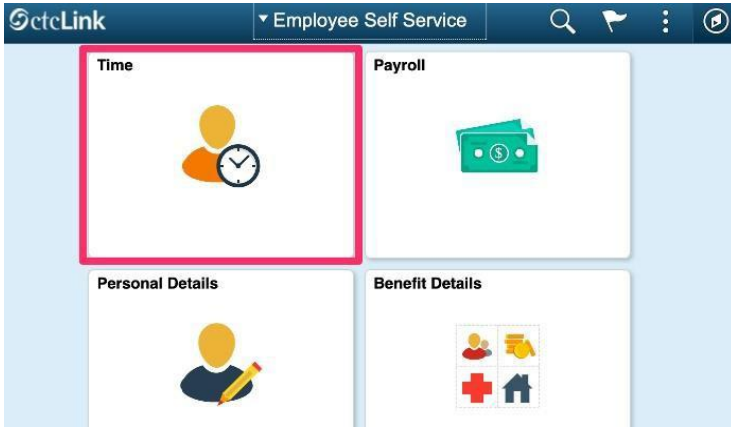 ctcLink
Employee Self Service
Time
Payroll
$
Personal Details
Benefit Details